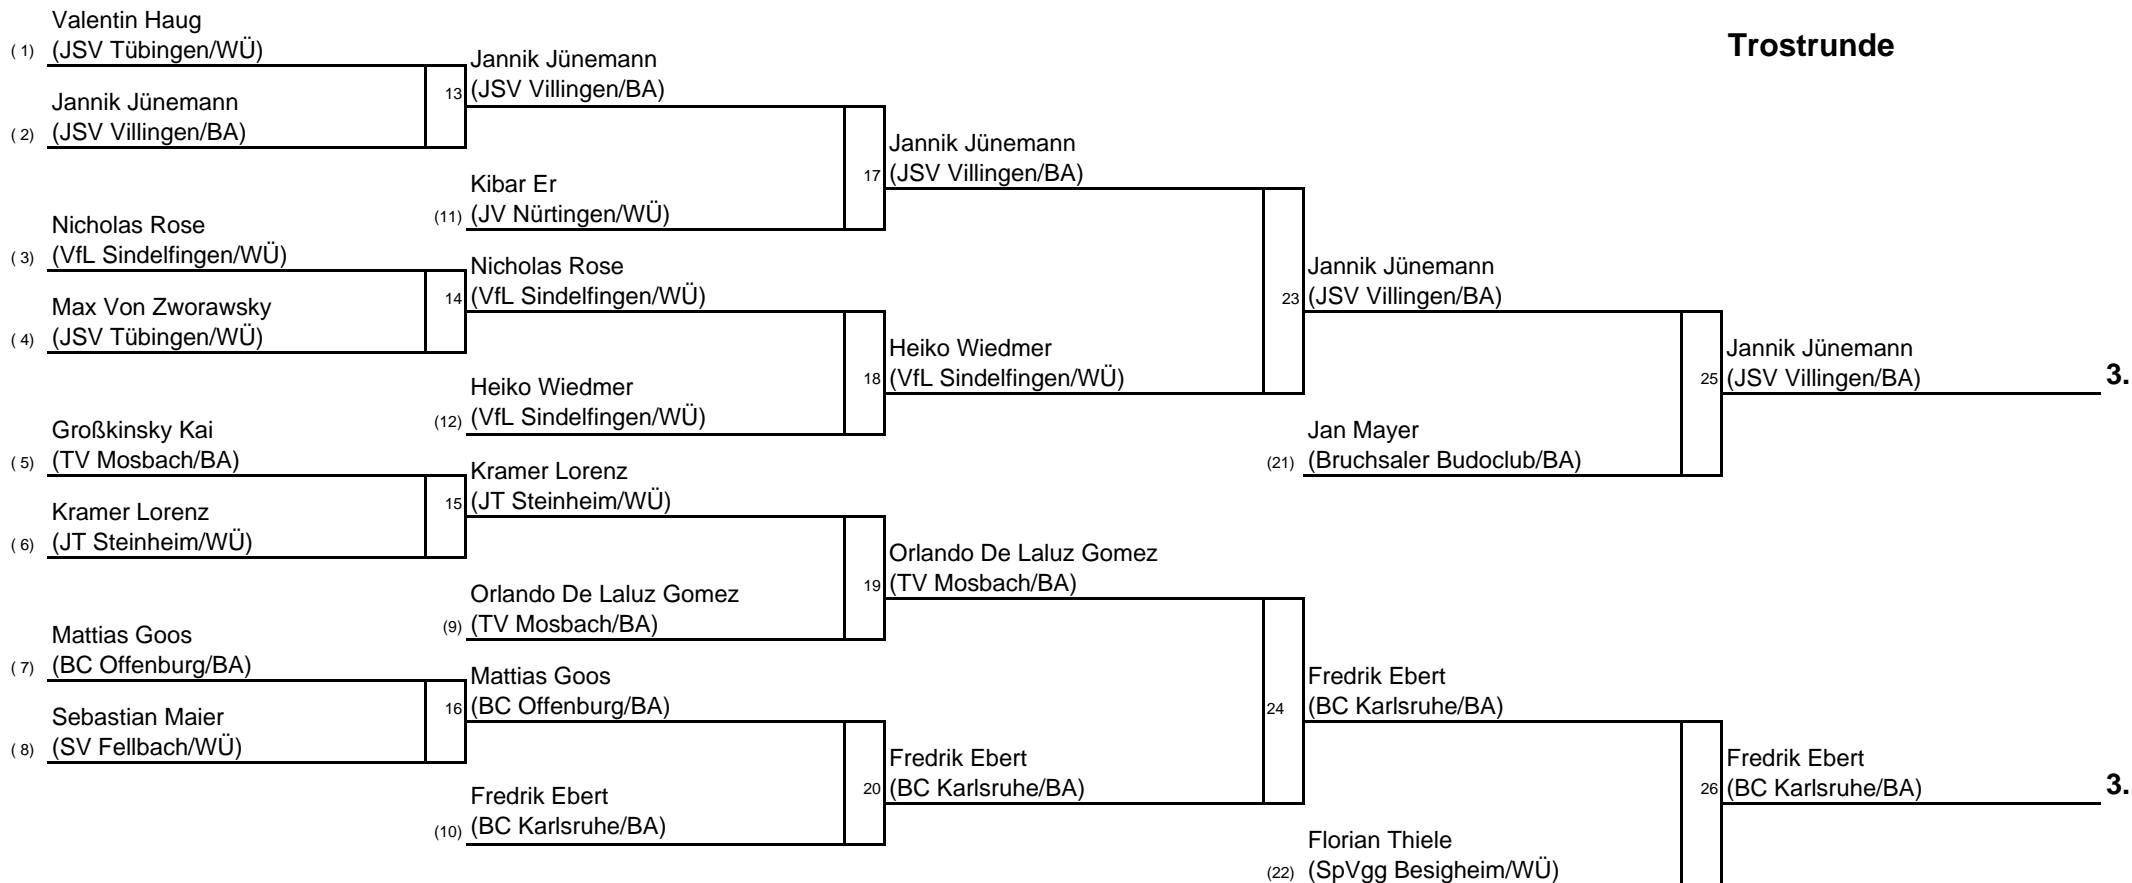 Trostrunde
Valentin Haug
( 1) (JSV Tübingen/WÜ)
Jannik Jünemann
( 2) (JSV Villingen/BA)
Nicholas Rose
( 3) (VfL Sindelfingen/WÜ)
Max Von Zworawsky
( 4) (JSV Tübingen/WÜ)
Großkinsky Kai
( 5) (TV Mosbach/BA)
Kramer Lorenz
( 6) (JT Steinheim/WÜ)
Mattias Goos
( 7) (BC Offenburg/BA)
Sebastian Maier
( 8) (SV Fellbach/WÜ)
Jannik Jünemann
13 (JSV Villingen/BA)
Kibar Er
(11) (JV Nürtingen/WÜ)
Nicholas Rose
14 (VfL Sindelfingen/WÜ)
Heiko Wiedmer
(12) (VfL Sindelfingen/WÜ)
Kramer Lorenz
15 (JT Steinheim/WÜ)
Orlando De Laluz Gomez
(9) (TV Mosbach/BA)
Mattias Goos
16 (BC Offenburg/BA)
Fredrik Ebert
(10) (BC Karlsruhe/BA)
Jannik Jünemann
17 (JSV Villingen/BA)
Heiko Wiedmer
18 (VfL Sindelfingen/WÜ)
Orlando De Laluz Gomez
19 (TV Mosbach/BA)
Fredrik Ebert
20 (BC Karlsruhe/BA)
Jannik Jünemann
23 (JSV Villingen/BA)
Jan Mayer
(21) (Bruchsaler Budoclub/BA)
Fredrik Ebert
24 (BC Karlsruhe/BA)
Florian Thiele
(22) (SpVgg Besigheim/WÜ)
Jannik Jünemann
25 (JSV Villingen/BA) 3.
Fredrik Ebert
26 (BC Karlsruhe/BA) 3.